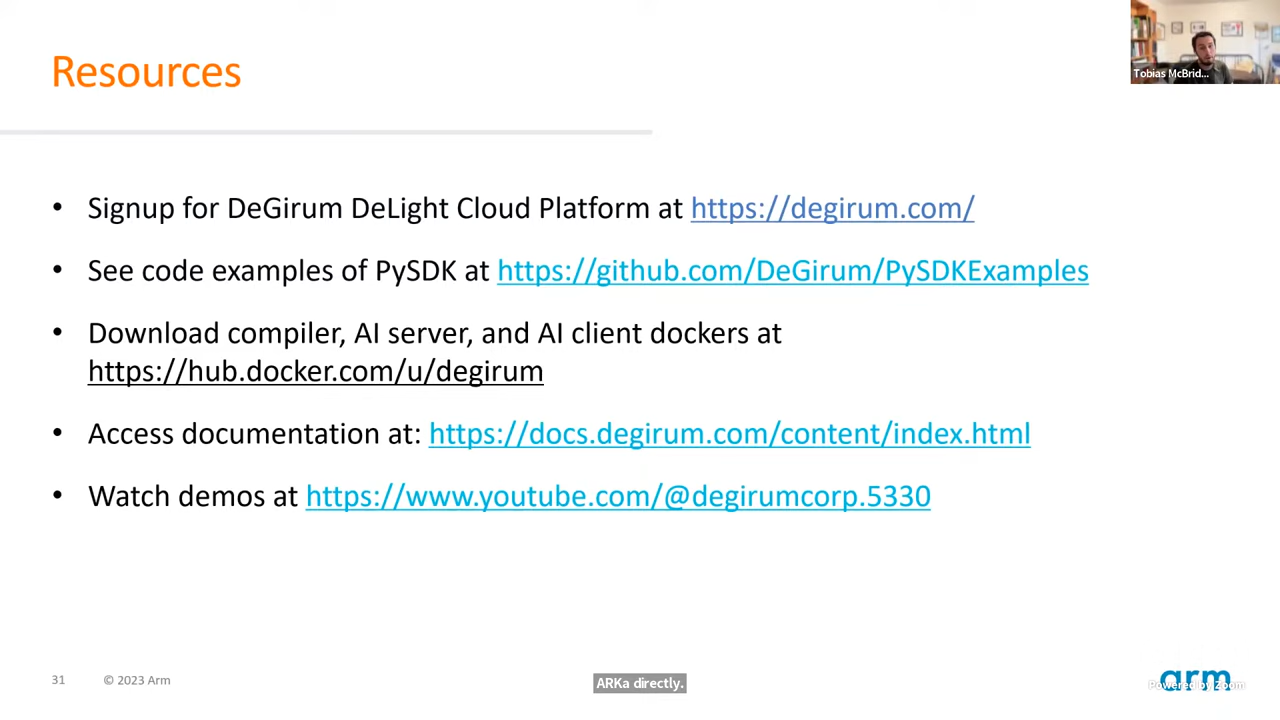 Tobias McBrid...
Resources
• Signup for DeGirum DeLight Cloud Platform at https://degirum.com/
• See code examples of PySDK at https://github.com/DeGirum/PySDKExamples
• Download compiler, AI server, and AI client dockers at
https://hub.docker.com/u/degirum
• Access documentation at: https://docs.degirum.com/content/index.html
• Watch demos at https://www.youtube.com/@degirumcorp.5330
31 © 2023 Arm
ARKa directly.
arm
Powered by Zoom